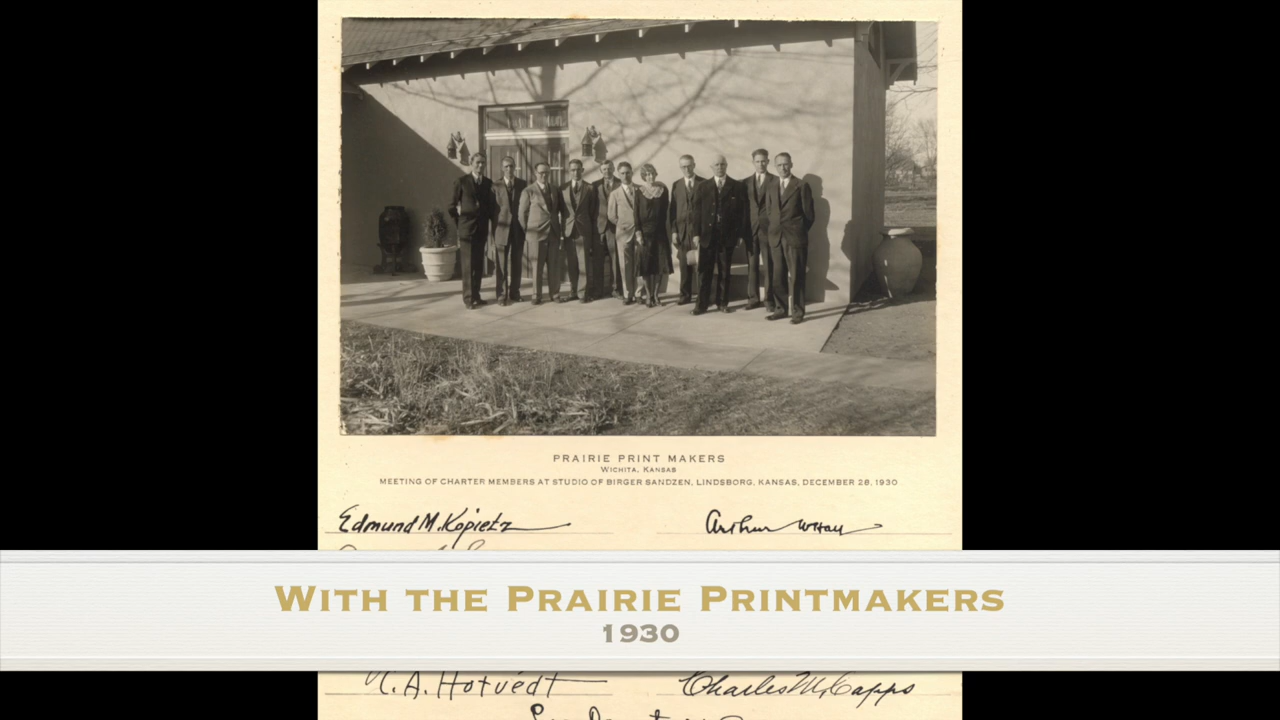 PRAIRIE PRINT MAKERS
WICHITA, KANSAS
MEETING OF CHARTER MEMBERS AT STUDIO OF BIRGER SANDZEN, LINDSBORG, KANSAS, DECEMBER 28, 1930
Edmund M. Kopietz
Arthur W Hall
WITH THE PRAIRIE PRINTMAKERS
1930
C. A. Hotvedt
Charles M. Capps